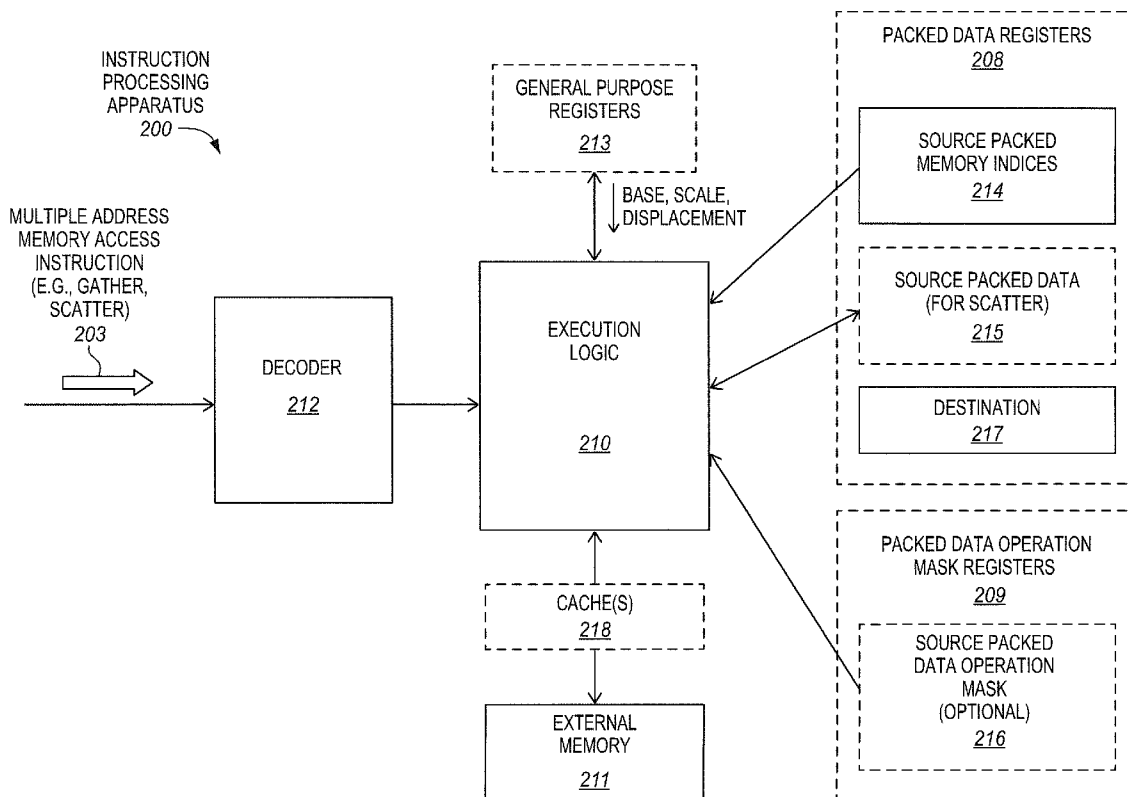 INSTRUCTION
PROCESSING
APPARATUS
200
MULTIPLE ADDRESS
MEMORY ACCESS
INSTRUCTION
(E.G., GATHER,
SCATTER)
203
DECODER
212
GENERAL PURPOSE
REGISTERS
213
BASE, SCALE,
DISPLACEMENT
EXECUTION
LOGIC
210
CACHE(S)
218
EXTERNAL
MEMORY
211
PACKED DATA REGISTERS
208
SOURCE PACKED
MEMORY INDICES
214
SOURCE PACKED DATA
(FOR SCATTER)
215
DESTINATION
217
PACKED DATA OPERATION
MASK REGISTERS
209
SOURCE PACKED
DATA OPERATION
MASK
(OPTIONAL)
216